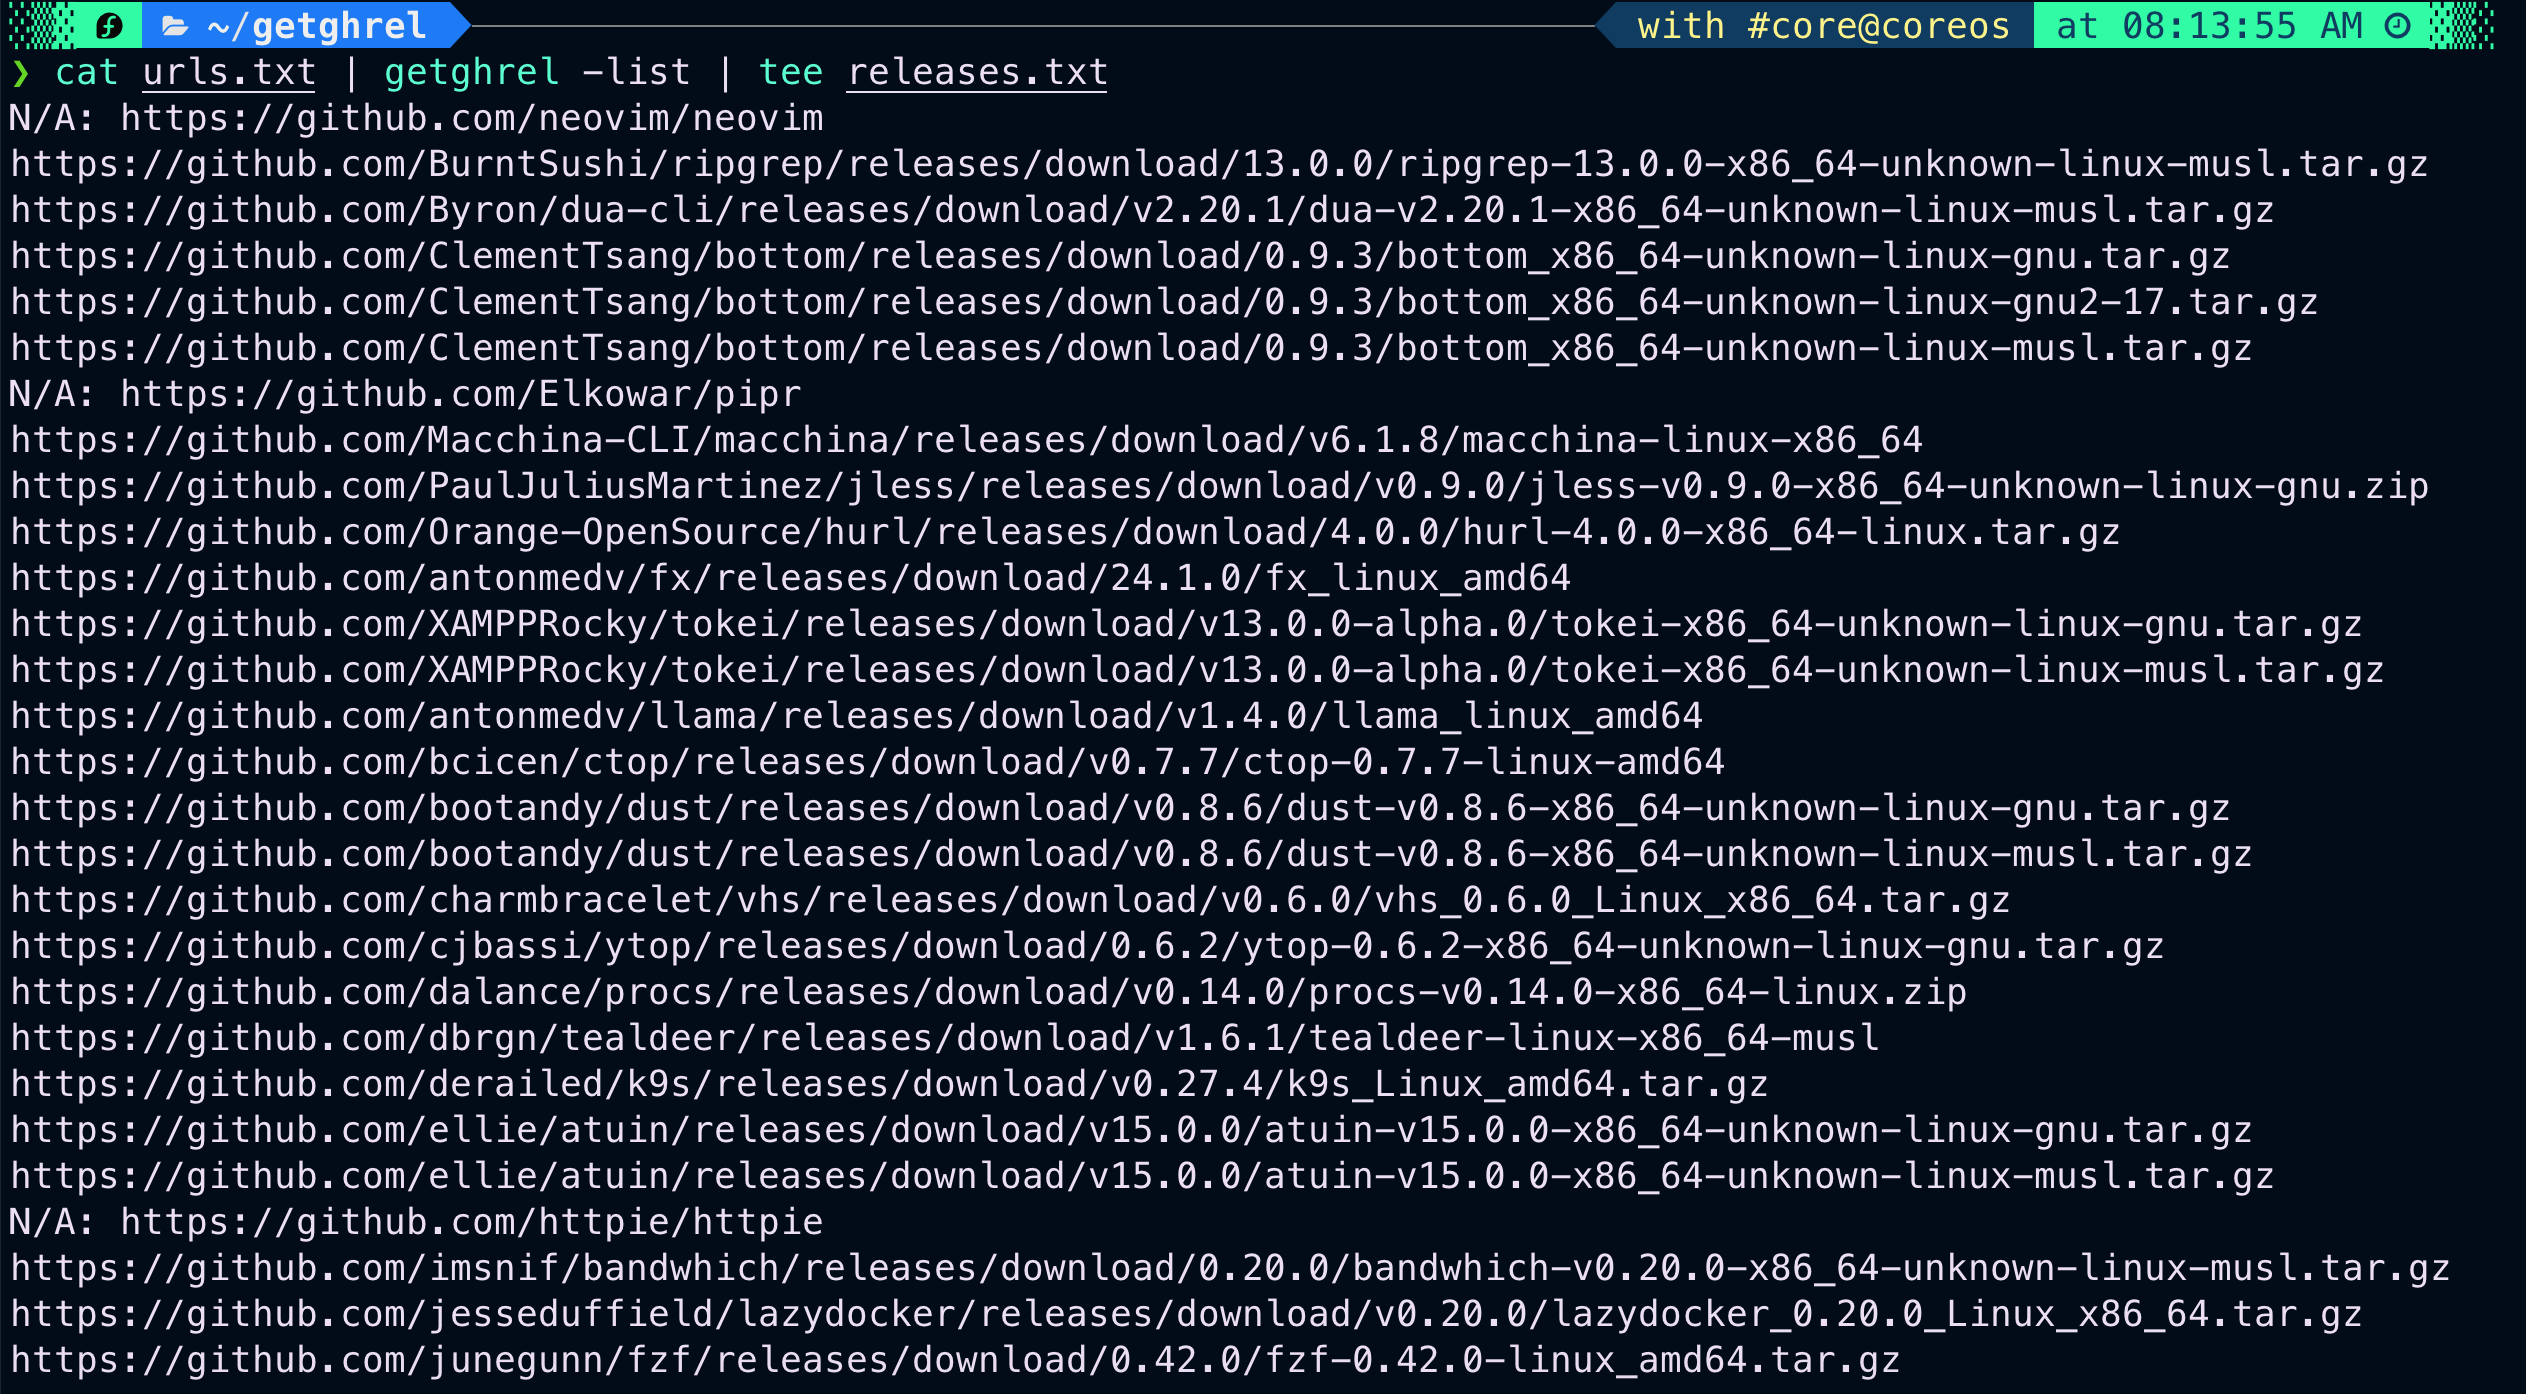 ~/getghrel with #core@coreos at 08:13:55 AM
❯ cat urls.txt | getghrel -list | tee releases.txt
N/A: https://github.com/neovim/neovim
https://github.com/BurntSushi/ripgrep/releases/download/13.0.0/ripgrep-13.0.0-x86_64-unknown-linux-musl.tar.gz
https://github.com/Byron/dua-cli/releases/download/v2.20.1/dua-v2.20.1-x86_64-unknown-linux-musl.tar.gz
https://github.com/ClementTsang/bottom/releases/download/0.9.3/bottom_x86_64-unknown-linux-gnu.tar.gz
https://github.com/ClementTsang/bottom/releases/download/0.9.3/bottom_x86_64-unknown-linux-gnu2-17.tar.gz
https://github.com/ClementTsang/bottom/releases/download/0.9.3/bottom_x86_64-unknown-linux-musl.tar.gz
N/A: https://github.com/Elkowar/pipr
https://github.com/Macchina-CLI/macchina/releases/download/v6.1.8/macchina-linux-x86_64
https://github.com/PaulJuliusMartinez/jless/releases/download/v0.9.0/jless-v0.9.0-x86_64-unknown-linux-gnu.zip
https://github.com/Orange-OpenSource/hurl/releases/download/4.0.0/hurl-4.0.0-x86_64-linux.tar.gz
https://github.com/antonmedv/fx/releases/download/24.1.0/fx_linux_amd64
https://github.com/XAMPPRocky/tokei/releases/download/v13.0.0-alpha.0/tokei-x86_64-unknown-linux-gnu.tar.gz
https://github.com/XAMPPRocky/tokei/releases/download/v13.0.0-alpha.0/tokei-x86_64-unknown-linux-musl.tar.gz
https://github.com/antonmedv/llama/releases/download/v1.4.0/llama_linux_amd64
https://github.com/bcicen/ctop/releases/download/v0.7.7/ctop-0.7.7-linux-amd64
https://github.com/bootandy/dust/releases/download/v0.8.6/dust-v0.8.6-x86_64-unknown-linux-gnu.tar.gz
https://github.com/bootandy/dust/releases/download/v0.8.6/dust-v0.8.6-x86_64-unknown-linux-musl.tar.gz
https://github.com/charmbracelet/vhs/releases/download/v0.6.0/vhs_0.6.0_Linux_x86_64.tar.gz
https://github.com/cjbassi/ytop/releases/download/0.6.2/ytop-0.6.2-x86_64-unknown-linux-gnu.tar.gz
https://github.com/dalance/procs/releases/download/v0.14.0/procs-v0.14.0-x86_64-linux.zip
https://github.com/dbrgn/tealdeer/releases/download/v1.6.1/tealdeer-linux-x86_64-musl
https://github.com/derailed/k9s/releases/download/v0.27.4/k9s_Linux_amd64.tar.gz
https://github.com/ellie/atuin/releases/download/v15.0.0/atuin-v15.0.0-x86_64-unknown-linux-gnu.tar.gz
https://github.com/ellie/atuin/releases/download/v15.0.0/atuin-v15.0.0-x86_64-unknown-linux-musl.tar.gz
N/A: https://github.com/httpie/httpie
https://github.com/imsnif/bandwhich/releases/download/0.20.0/bandwhich-v0.20.0-x86_64-unknown-linux-musl.tar.gz
https://github.com/jesseduffield/lazydocker/releases/download/v0.20.0/lazydocker_0.20.0_Linux_x86_64.tar.gz
https://github.com/junegunn/fzf/releases/download/0.42.0/fzf-0.42.0-linux_amd64.tar.gz